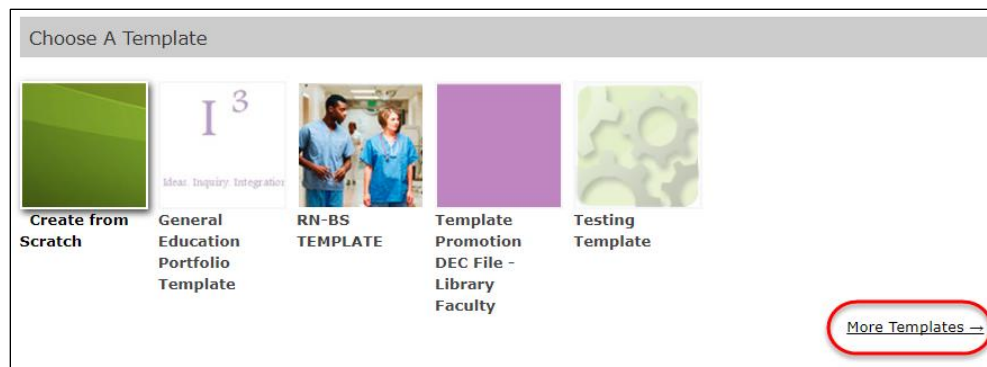 Choose A Template
I 3
Ideas. Inquiry. Integration
Create from
Scratch
General
Education
Portfolio
Template
RN-BS
TEMPLATE
Template
Promotion
DEC File -
Library
Faculty
Testing
Template
More Templates →